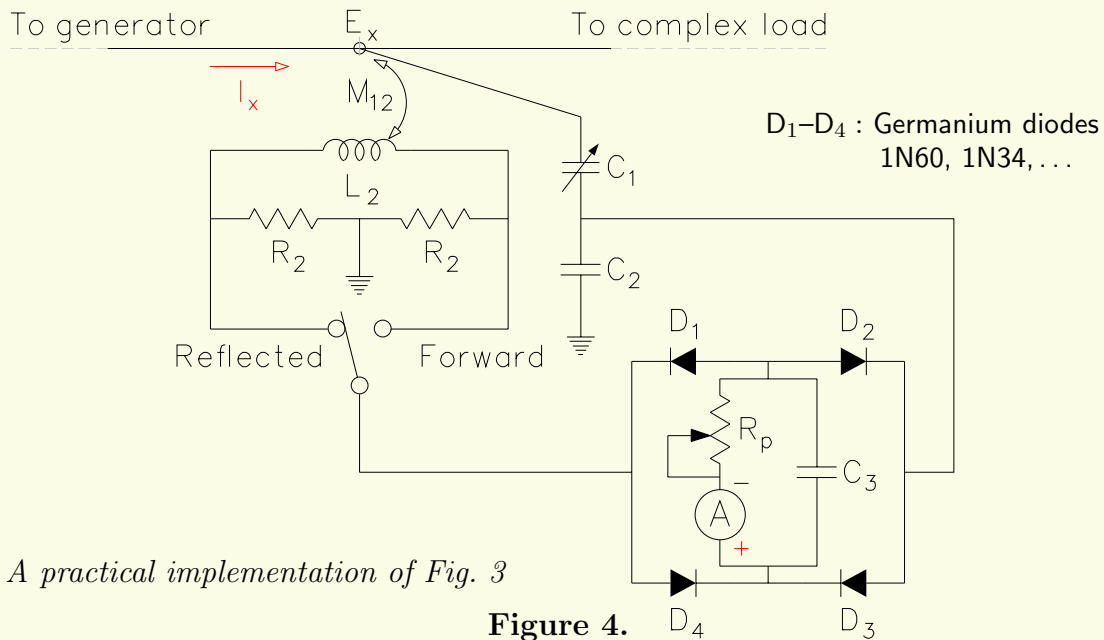 To generator
E_x
To complex load
I_x
M_12
D_1–D_4 : Germanium diodes
1N60, 1N34, . . .
C_1
L_2
R_2
R_2
C_2
Reflected
Forward
D_1
D_2
R_p
C_3
−
A
+
A practical implementation of Fig. 3
D_4
D_3
Figure 4.